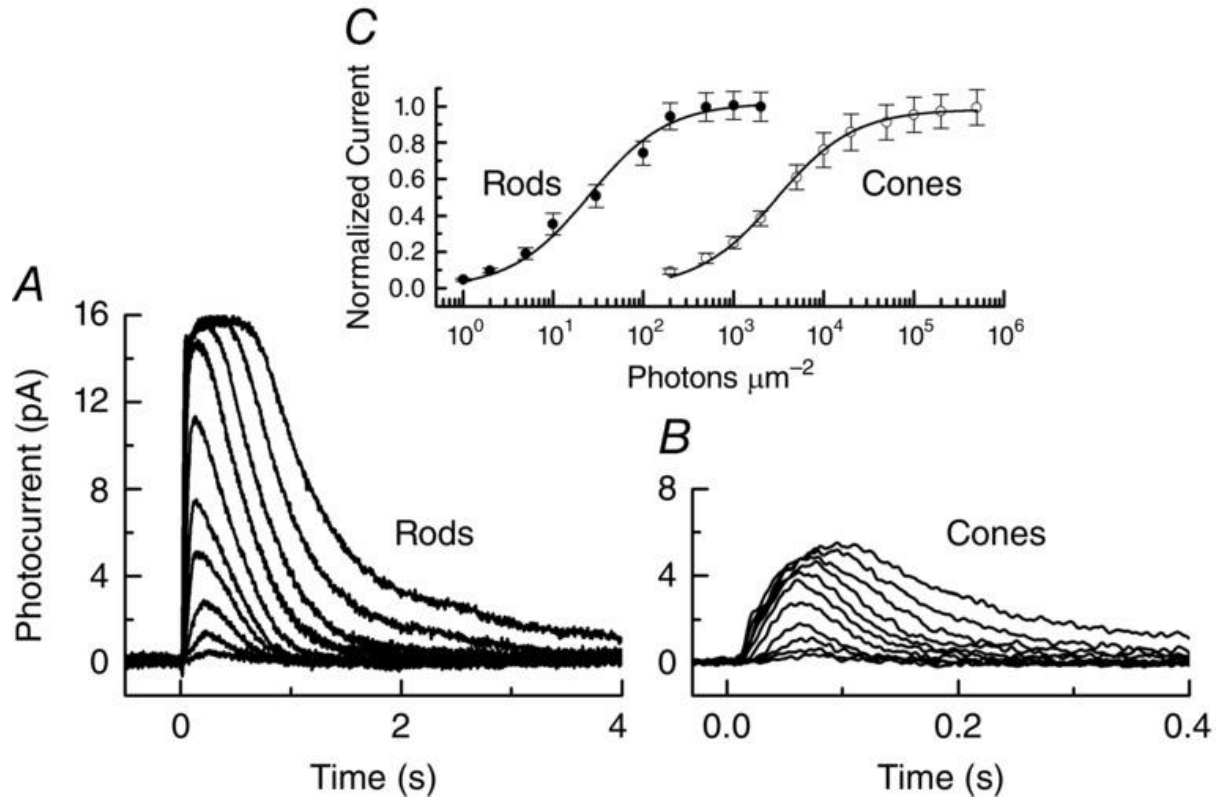 C
Normalized Current
1.0
0.8
0.6
0.4
0.2
0.0
Rods
Cones
10⁰ 10¹ 10² 10³ 10⁴ 10⁵ 10⁶
Photons μm⁻²
A
Photocurrent (pA)
16
12
8
4
0
Rods
0 2 4
Time (s)
B
8
4
0
Cones
0.0 0.2 0.4
Time (s)